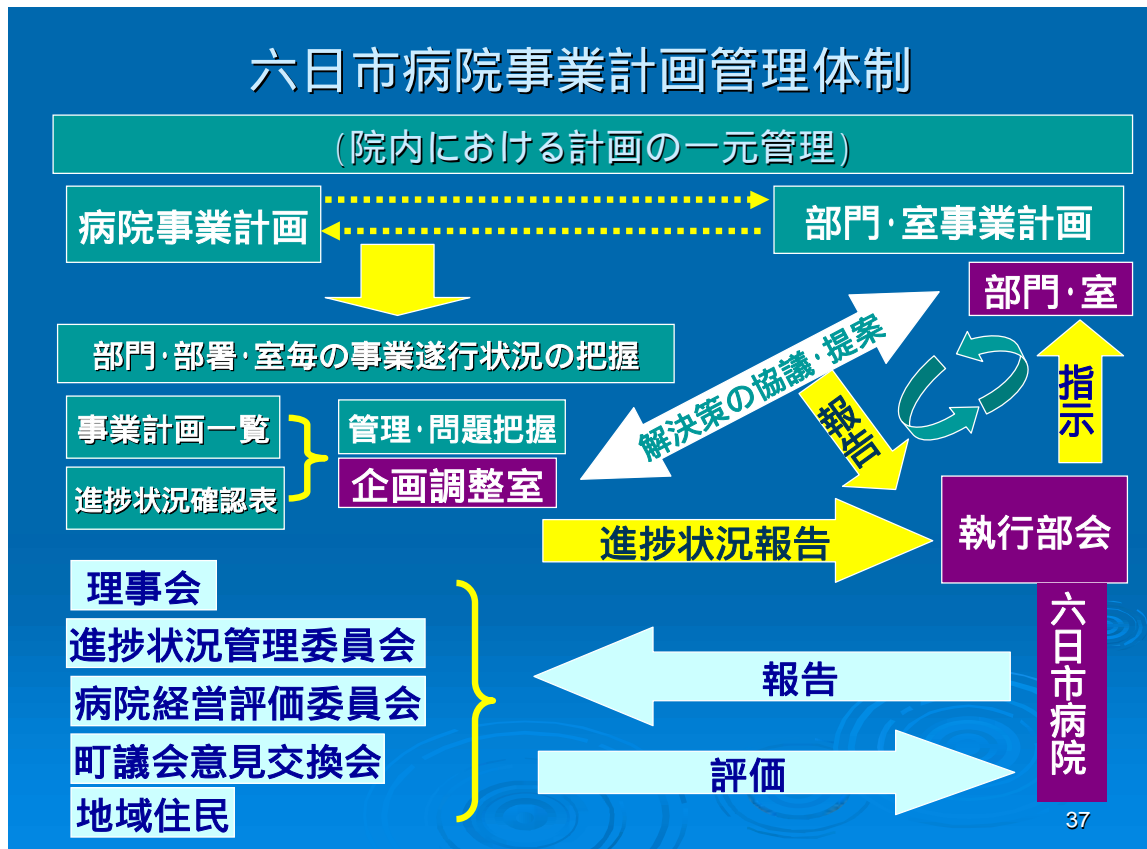 六日市病院事業計画管理体制
(院内における計画の一元管理)
病院事業計画
部門･室事業計画
部門･室
部門･部署･室毎の事業遂行状況の把握
解決策の協議･提案
報告
指示
事業計画一覧
管理･問題把握
進捗状況確認表
企画調整室
進捗状況報告
執行部会
六日市病院
理事会
進捗状況管理委員会
病院経営評価委員会
町議会意見交換会
地域住民
報告
評価
37